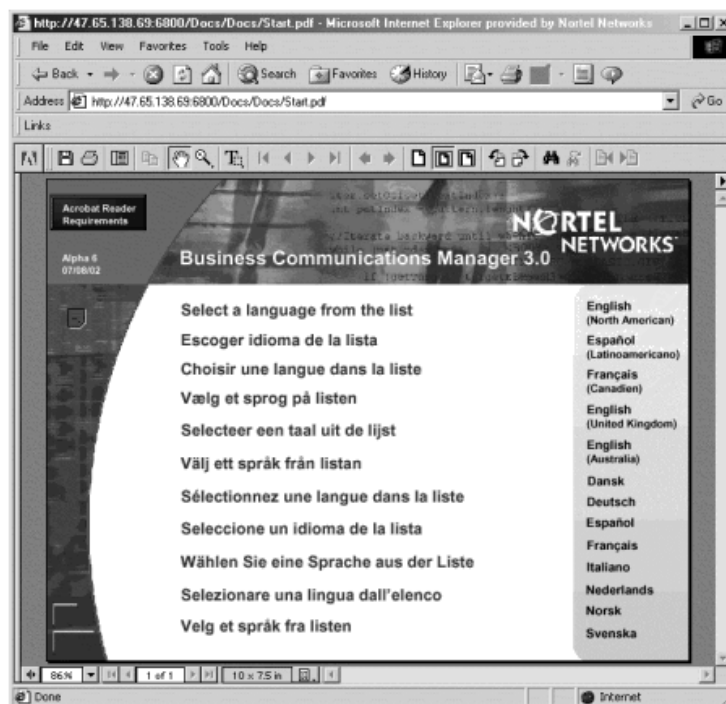 http://47.65.138.69:6800/Docs/Docs/Start.pdf - Microsoft Internet Explorer provided by Nortel Networks
File Edit View Favorites Tools Help
Back Search Favorites History
Address http://47.65.138.69:6800/Docs/Docs/Start.pdf Go
Links
Acrobat Reader
Requirements
NORTEL
NETWORKS
Alpha 6
07/08/02
Business Communications Manager 3.0
Select a language from the list
Escoger idioma de la lista
Choisir une langue dans la liste
Vælg et sprog på listen
Selecteer een taal uit de lijst
Välj ett språk från listan
Sélectionnez une langue dans la liste
Seleccione un idioma de la lista
Wählen Sie eine Sprache aus der Liste
Selezionare una lingua dall'elenco
Velg et språk fra listen
English
(North American)
Español
(Latinoamericano)
Français
(Canadien)
English
(United Kingdom)
English
(Australia)
Dansk
Deutsch
Español
Français
Italiano
Nederlands
Norsk
Svenska
86% 1 of 1 10 x 7.5 in
Done Internet